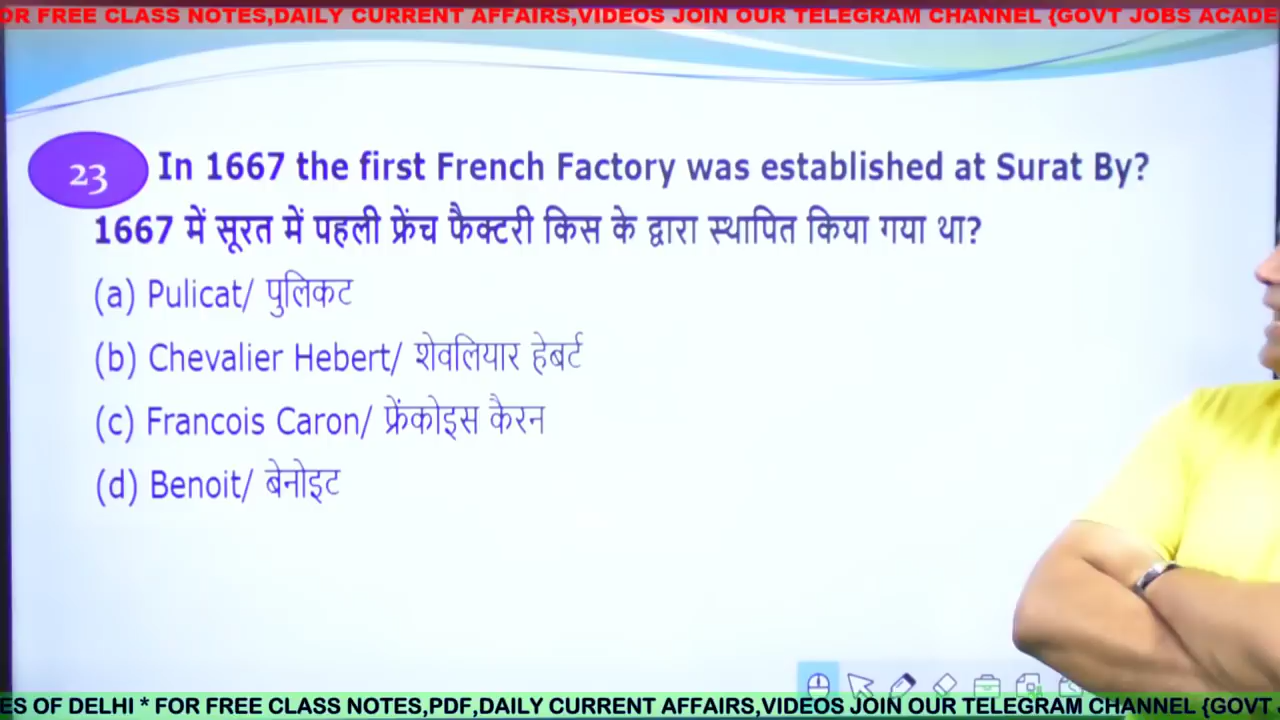 OR FREE CLASS NOTES,DAILY CURRENT AFFAIRS,VIDEOS JOIN OUR TELEGRAM CHANNEL {GOVT JOBS ACADE
23 In 1667 the first French Factory was established at Surat By?
1667 में सूरत में पहली फ्रेंच फैक्टरी किस के द्वारा स्थापित किया गया था?
(a) Pulicat/ पुलिकट
(b) Chevalier Hebert/ शेवलियार हेबर्ट
(c) Francois Caron/ फ्रेंकोइस कैरन
(d) Benoit/ बेनोइट
ES OF DELHI * FOR FREE CLASS NOTES,PDF,DAILY CURRENT AFFAIRS,VIDEOS JOIN OUR TELEGRAM CHANNEL {GOVT